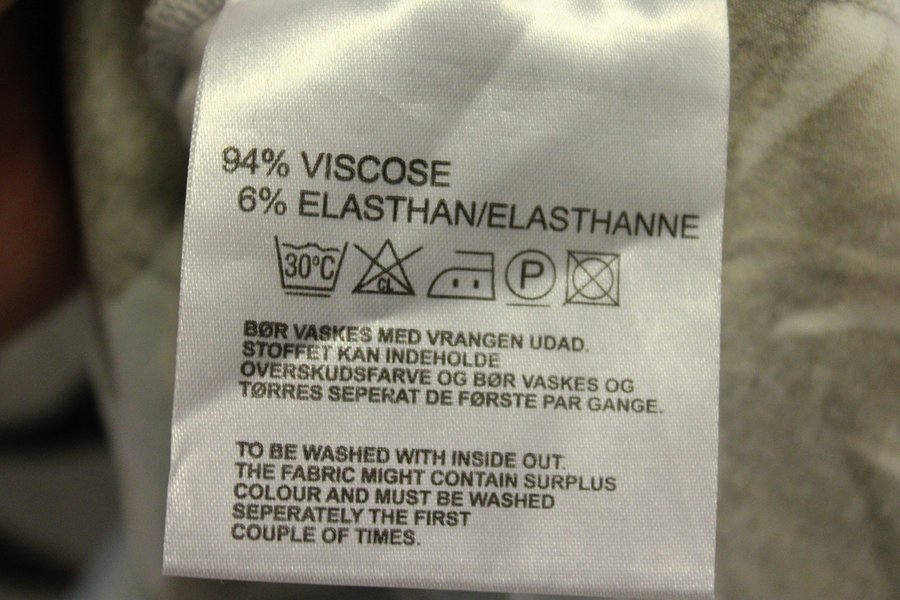 94% VISCOSE
6% ELASTHAN/ELASTHANNE
30°C CL P
BØR VASKES MED VRANGEN UDAD.
STOFFET KAN INDEHOLDE
OVERSKUDSFARVE OG BØR VASKES OG
TØRRES SEPERAT DE FØRSTE PAR GANGE.
TO BE WASHED WITH INSIDE OUT.
THE FABRIC MIGHT CONTAIN SURPLUS
COLOUR AND MUST BE WASHED
SEPERATELY THE FIRST
COUPLE OF TIMES.